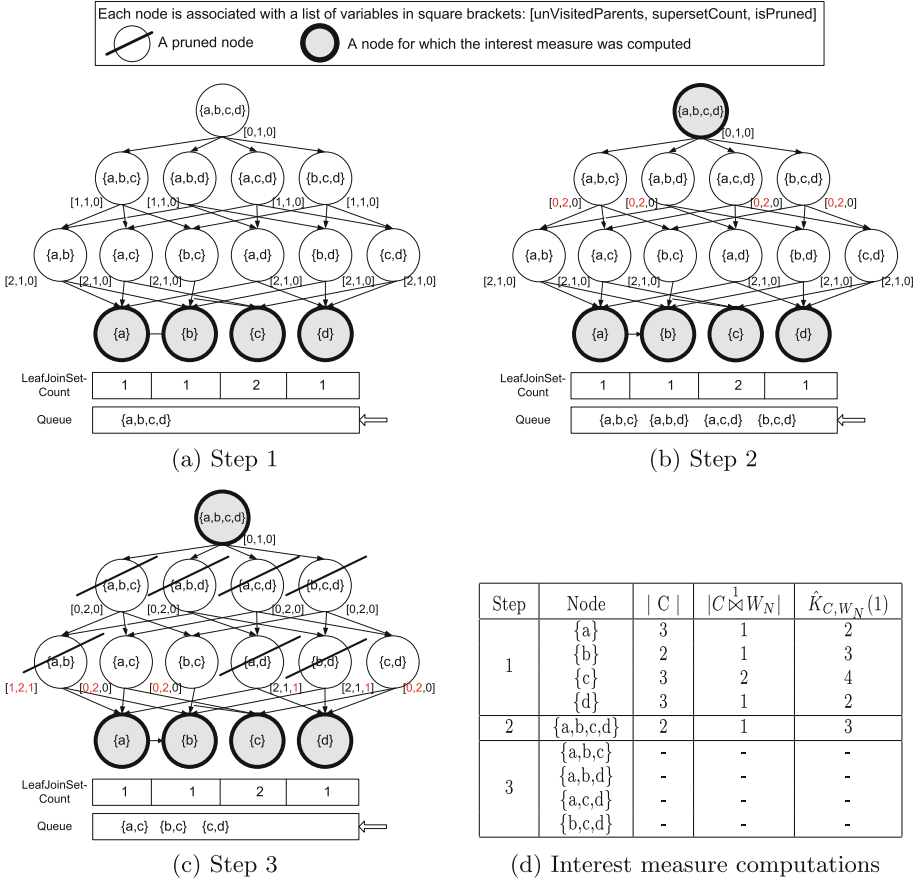 Each node is associated with a list of variables in square brackets: [unVisitedParents, supersetCount, isPruned]
A pruned node
A node for which the interest measure was computed
{a,b,c,d}
[0,1,0]
{a,b,c} {a,b,d} {a,c,d} {b,c,d}
[1,1,0] [1,1,0] [1,1,0] [1,1,0]
{a,b} {a,c} {b,c} {a,d} {b,d} {c,d}
[2,1,0] [2,1,0] [2,1,0] [2,1,0] [2,1,0] [2,1,0]
{a} {b} {c} {d}
LeafJoinSet-
Count
1 1 2 1
Queue {a,b,c,d}
(a) Step 1
{a,b,c,d}
[0,1,0]
{a,b,c} {a,b,d} {a,c,d} {b,c,d}
[0,2,0] [0,2,0] [0,2,0] [0,2,0]
{a,b} {a,c} {b,c} {a,d} {b,d} {c,d}
[2,1,0] [2,1,0] [2,1,0] [2,1,0] [2,1,0] [2,1,0]
{a} {b} {c} {d}
LeafJoinSet-
Count
1 1 2 1
Queue {a,b,c} {a,b,d} {a,c,d} {b,c,d}
(b) Step 2
{a,b,c,d}
[0,1,0]
{a,b,c} {a,b,d} {a,c,d} {b,c,d}
[0,2,0] [0,2,0] [0,2,0] [0,2,0]
{a,b} {a,c} {b,c} {a,d} {b,d} {c,d}
[1,2,1] [0,2,0] [0,2,0] [2,1,1] [2,1,1] [0,2,0]
{a} {b} {c} {d}
LeafJoinSet-
Count
1 1 2 1
Queue {a,c} {b,c} {c,d}
(c) Step 3
Step Node | C | |C ⋈¹ W_N| K̂_{C,W_N}(1)
1
{a} 3 1 2
{b} 2 1 3
{c} 3 2 4
{d} 3 1 2
2 {a,b,c,d} 2 1 3
3
{a,b,c} - - -
{a,b,d} - - -
{a,c,d} - - -
{b,c,d} - - -
(d) Interest measure computations